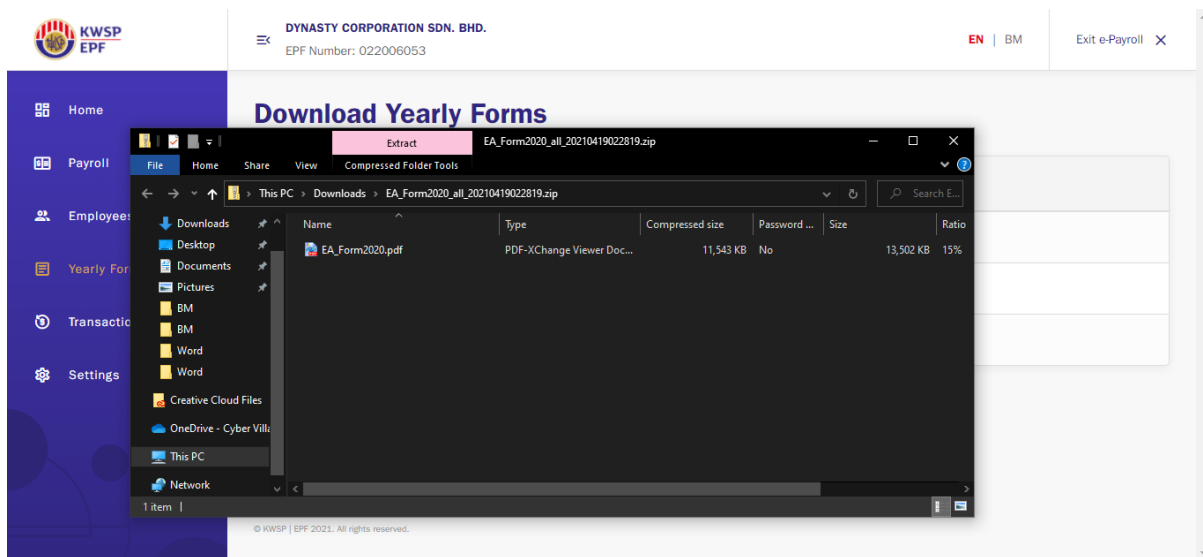 KWSP
EPF
DYNASTY CORPORATION SDN. BHD.
EPF Number: 022006053
EN | BM
Exit e-Payroll
Home
Payroll
Employees
Yearly For
Transactio
Settings
Download Yearly Forms
Extract
EA_Form2020_all_20210419022819.zip
File Home Share View Compressed Folder Tools
This PC > Downloads > EA_Form2020_all_20210419022819.zip
Search E...
Downloads
Desktop
Documents
Pictures
BM
BM
Word
Word
Creative Cloud Files
OneDrive - Cyber Villa
This PC
Network
Name Type Compressed size Password ... Size Ratio
EA_Form2020.pdf PDF-XChange Viewer Doc... 11,543 KB No 13,502 KB 15%
1 item
© KWSP | EPF 2021. All rights reserved.